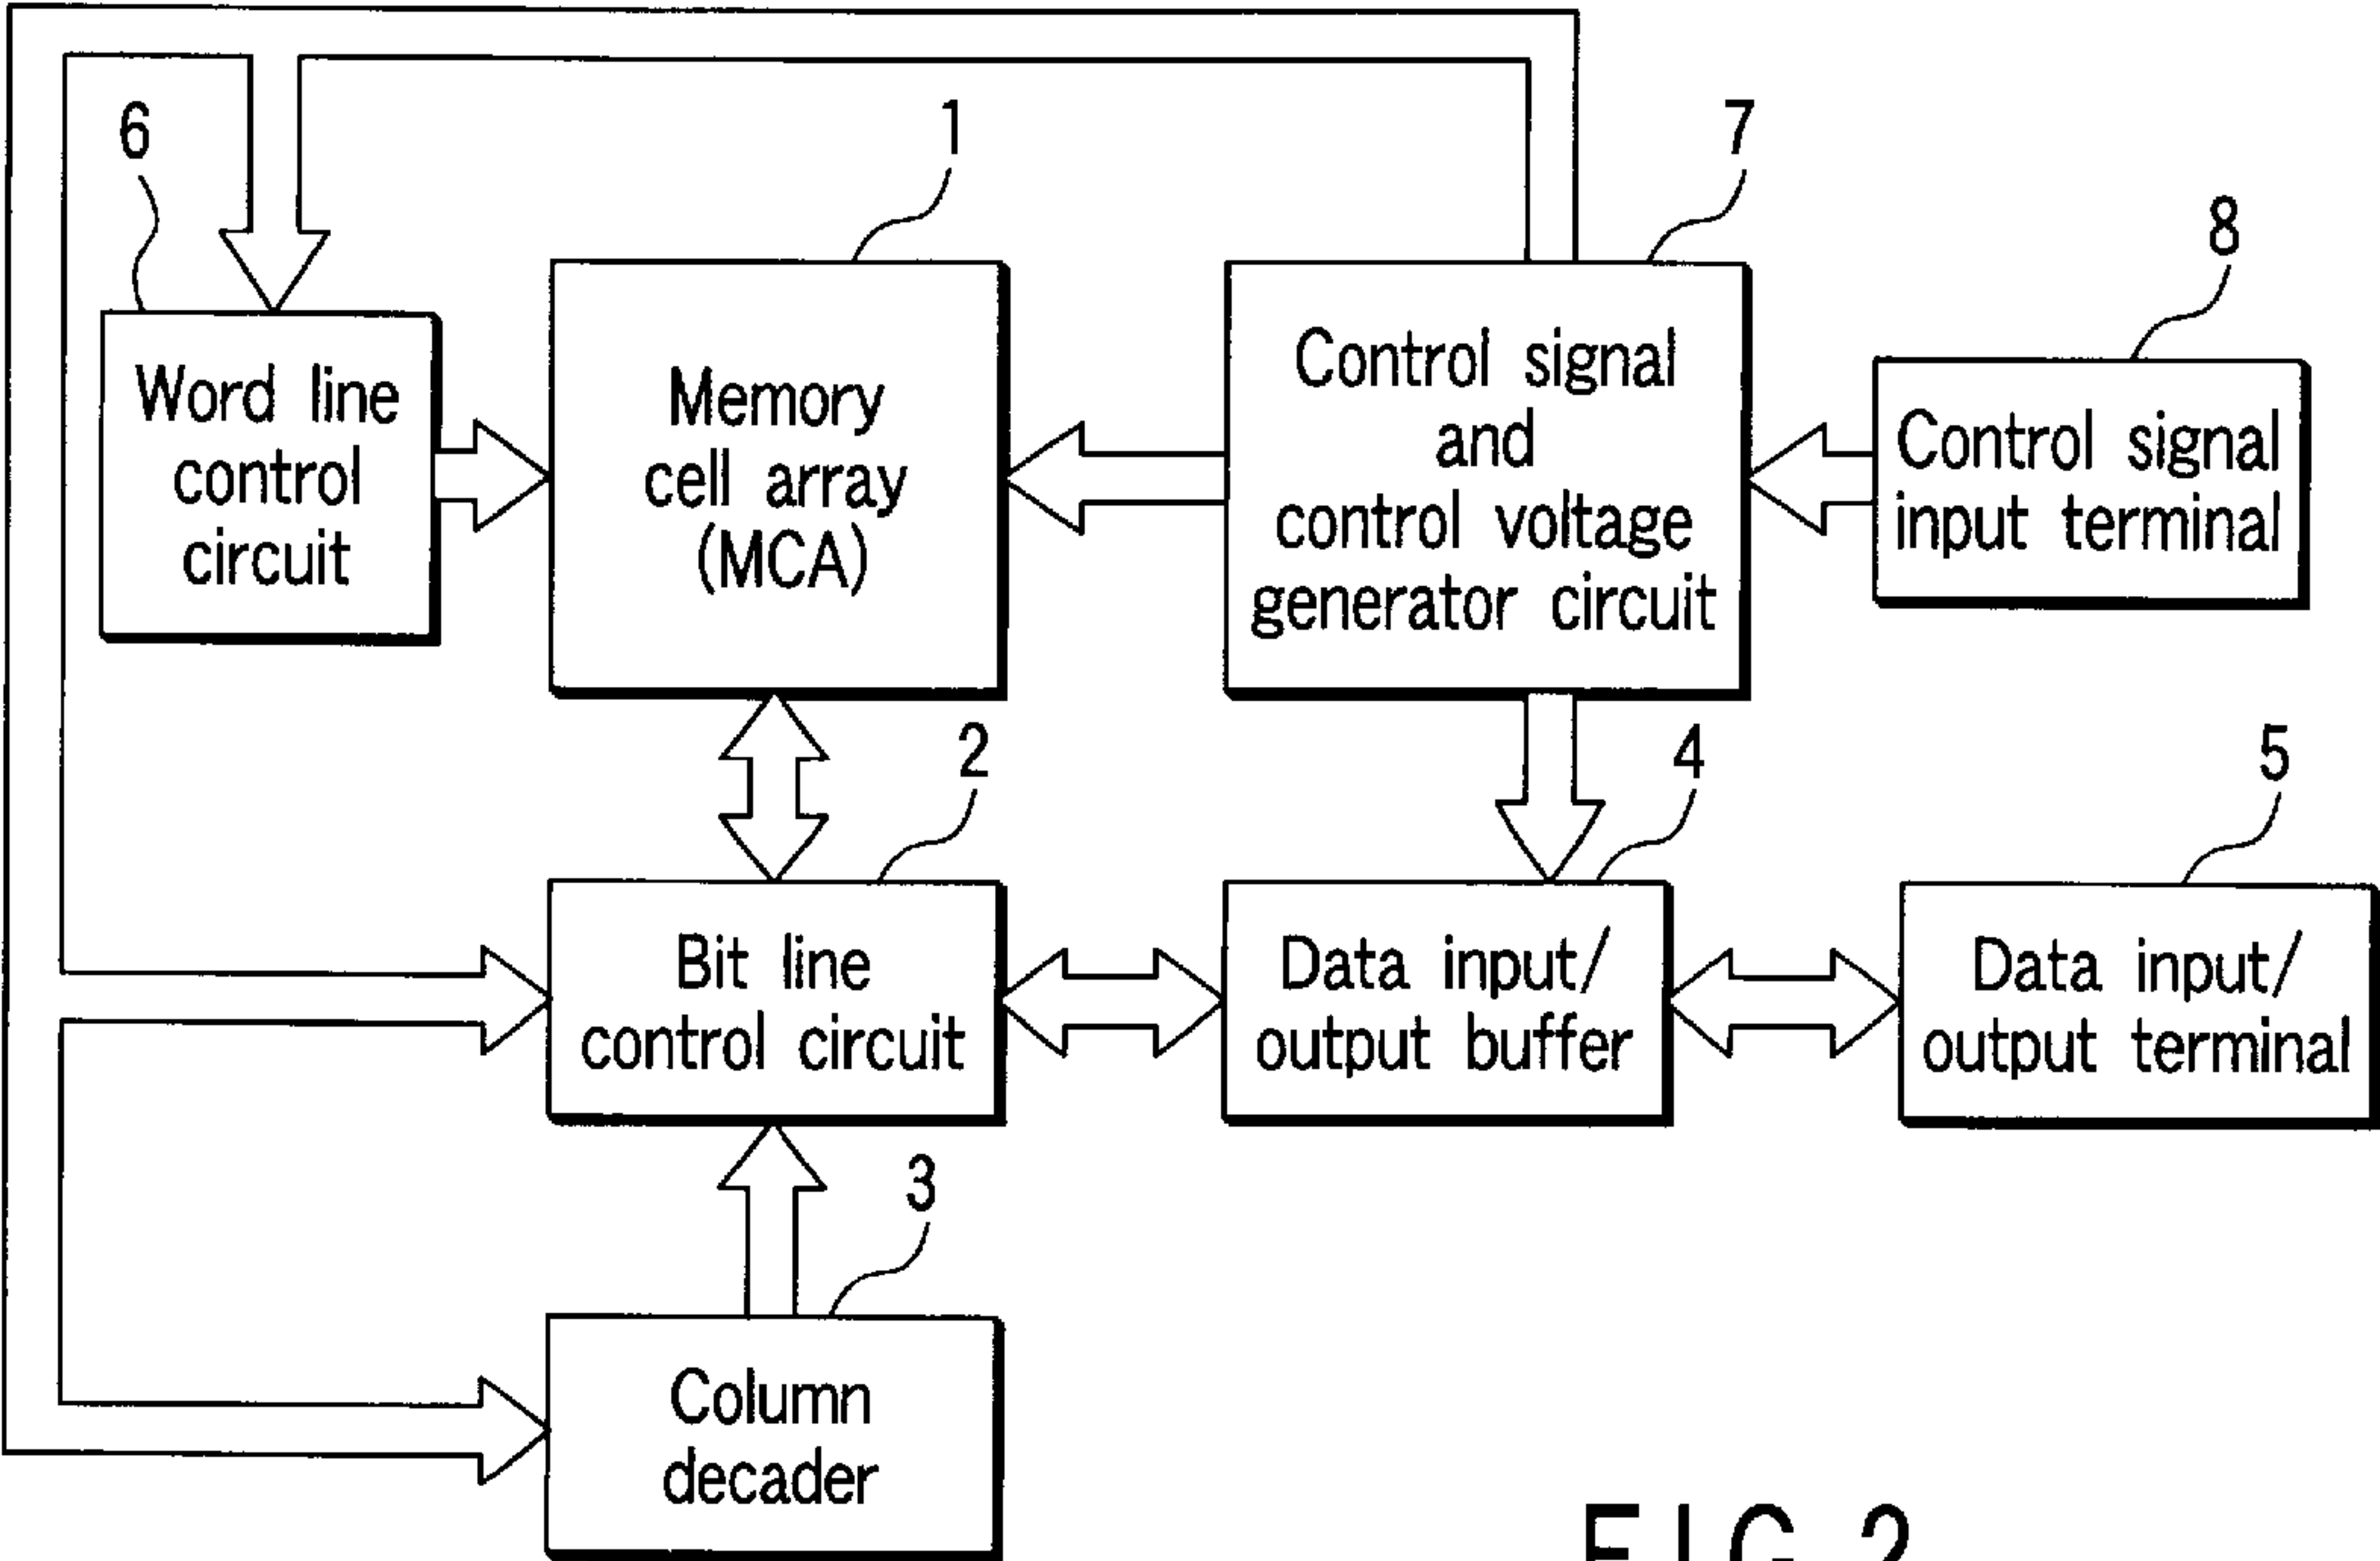 6
Word line
control
circuit
1
Memory
cell array
(MCA)
7
Control signal
and
control voltage
generator circuit
8
Control signal
input terminal
2
Bit line
control circuit
4
Data input/
output buffer
5
Data input/
output terminal
3
Column
decader
FIG. 2